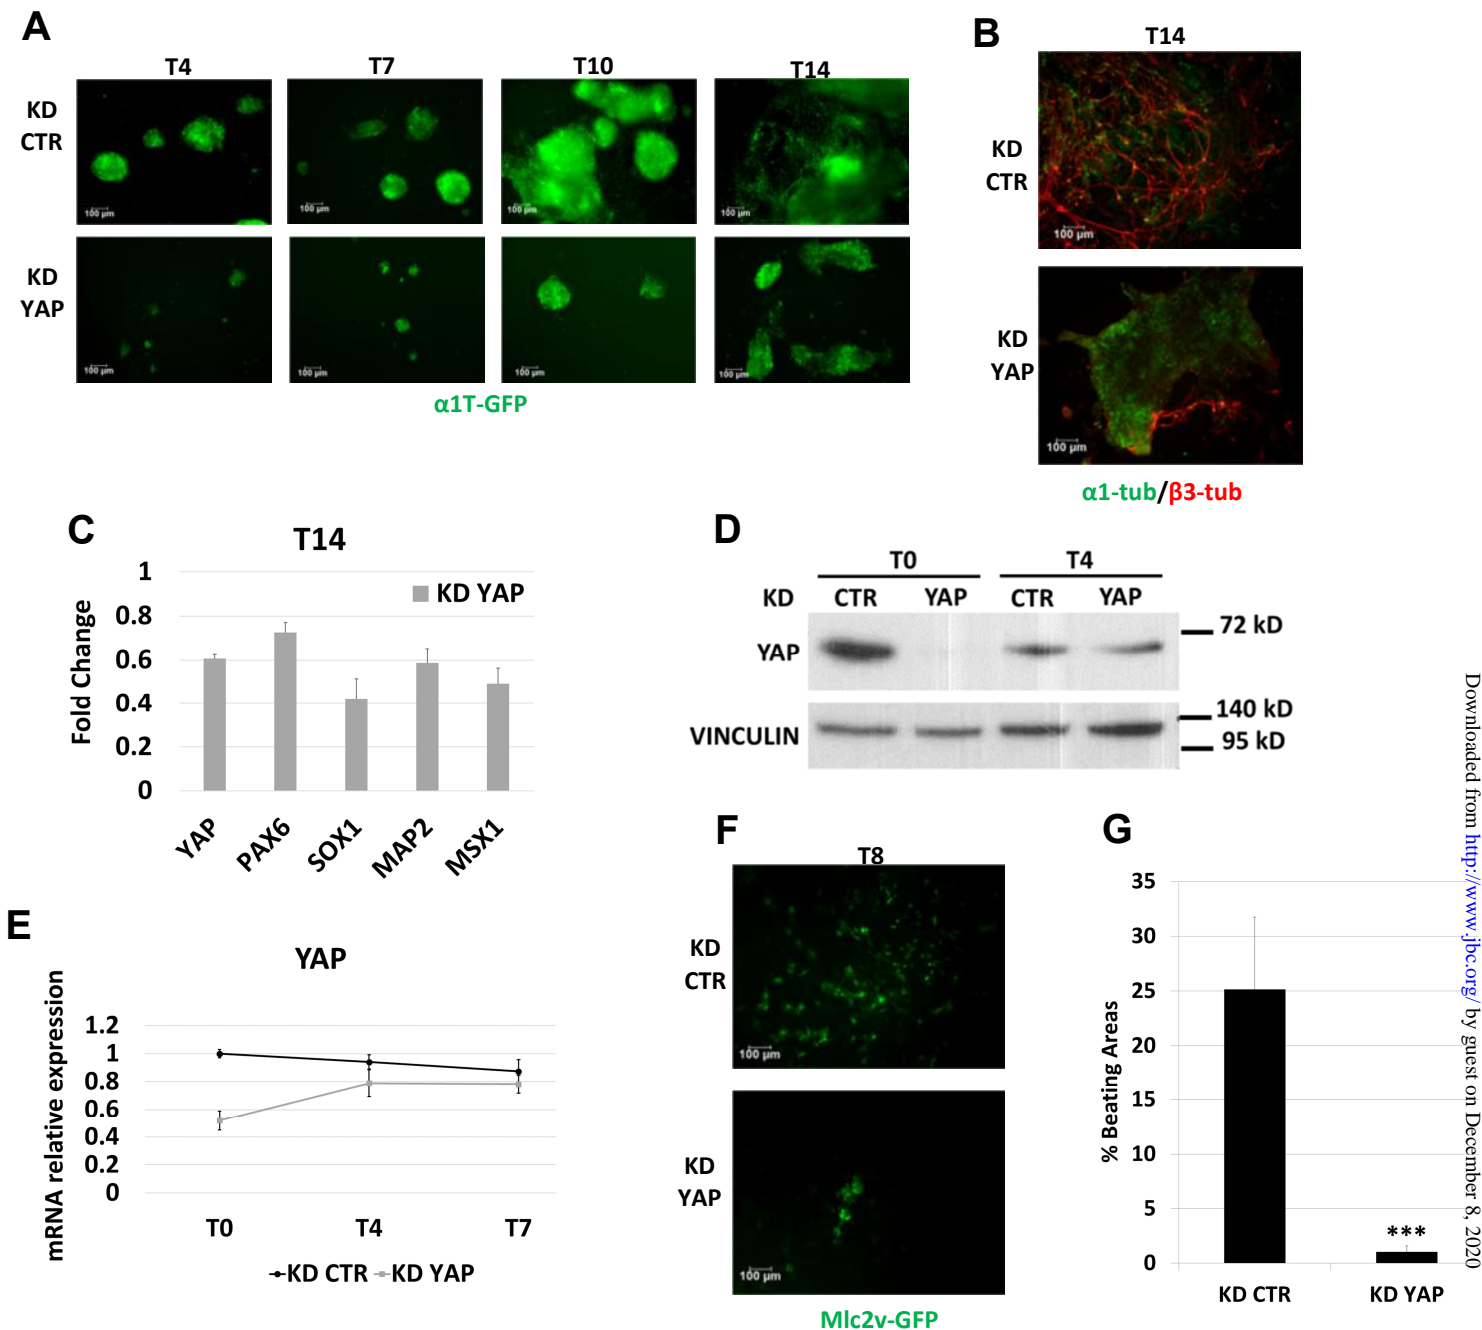 A
T4 T7 T10 T14
KD
CTR
100 µm 100 µm 100 µm 100 µm
KD
YAP
100 µm 100 µm 100 µm 100 µm
α1T-GFP
B
T14
KD
CTR
100 µm
KD
YAP
100 µm
α1-tub/β3-tub
C
T14
KD YAP
Fold Change
1
0.8
0.6
0.4
0.2
0
YAP PAX6 SOX1 MAP2 MSX1
D
T0 T4
KD CTR YAP CTR YAP
YAP
72 kD
VINCULIN
140 kD
95 kD
E
YAP
mRNA relative expression
1.2
1
0.8
0.6
0.4
0.2
0
T0 T4 T7
KD CTR KD YAP
F
T8
KD
CTR
100 µm
KD
YAP
100 µm
Mlc2v-GFP
G
% Beating Areas
35
30
25
20
15
10
5
0
***
KD CTR KD YAP
Downloaded from http://www.jbc.org/ by guest on December 8, 2020